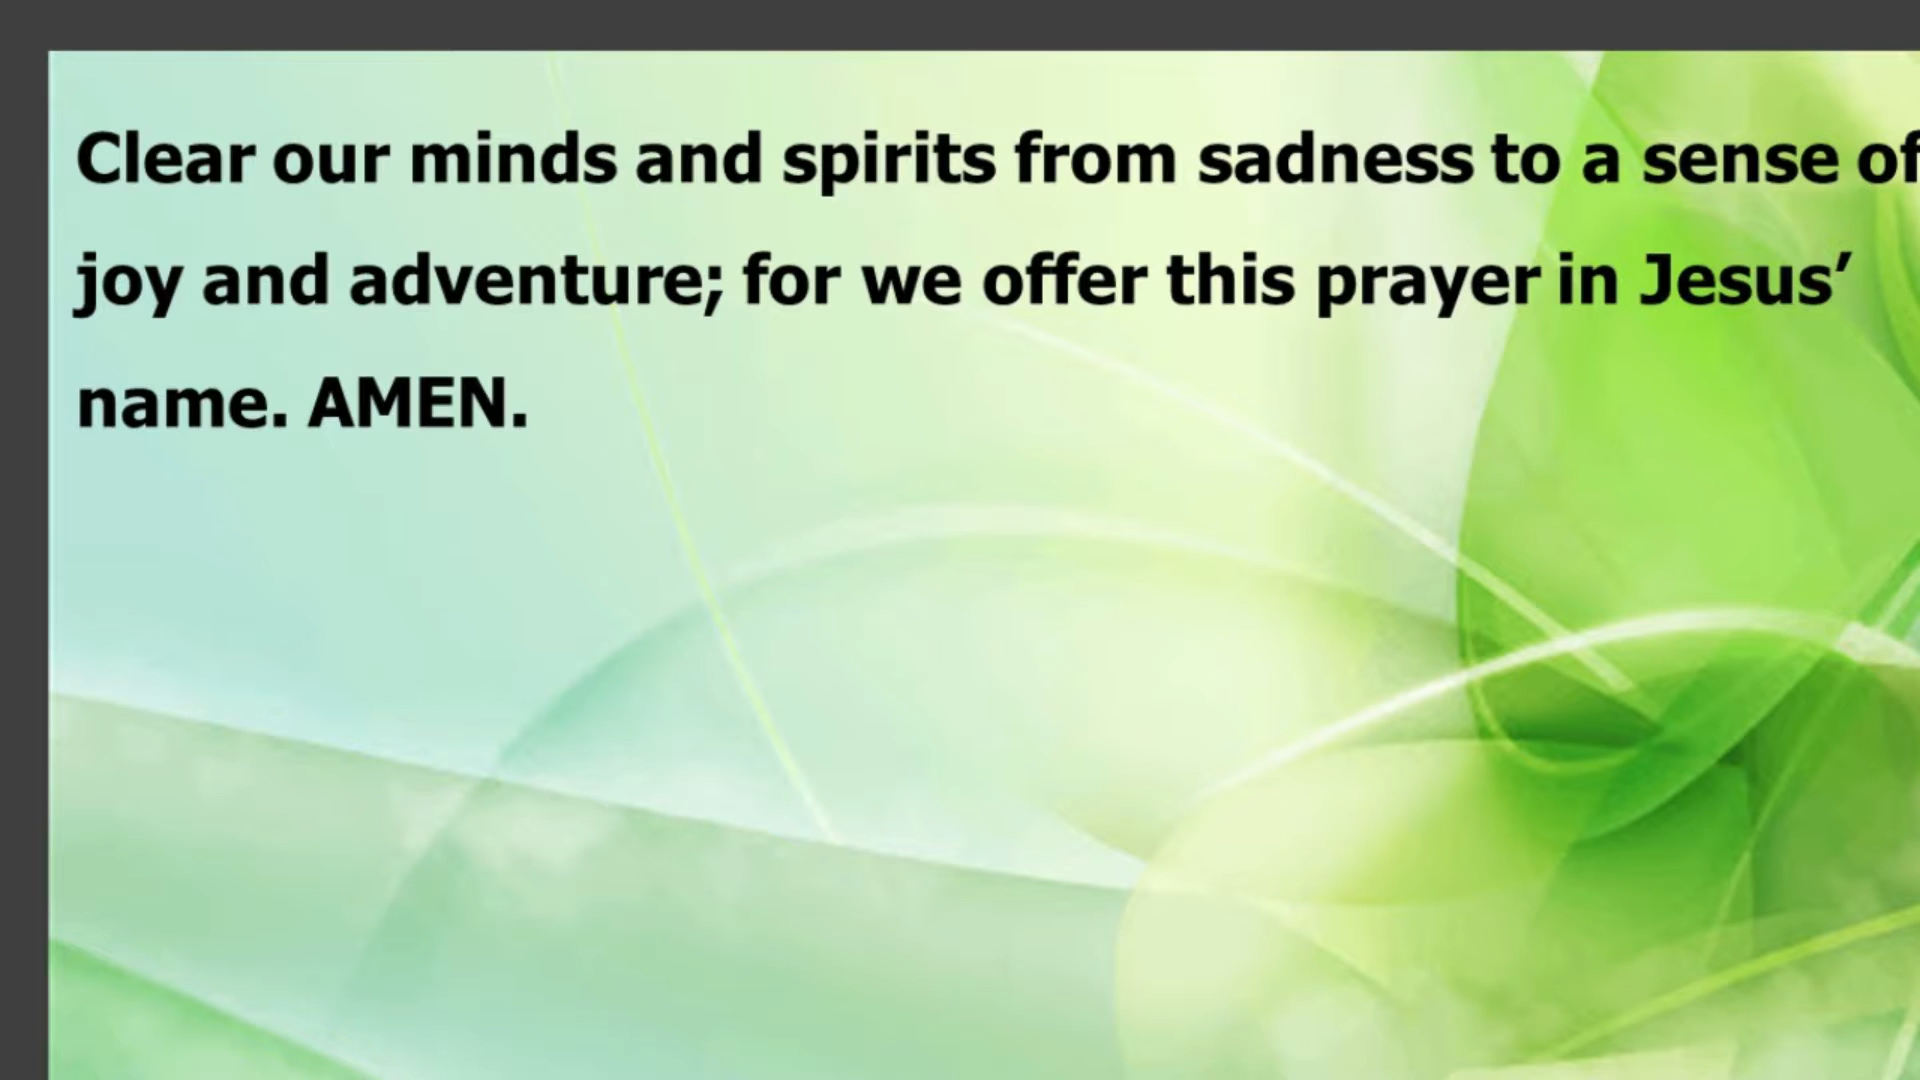 Clear our minds and spirits from sadness to a sense of
joy and adventure; for we offer this prayer in Jesus’
name. AMEN.